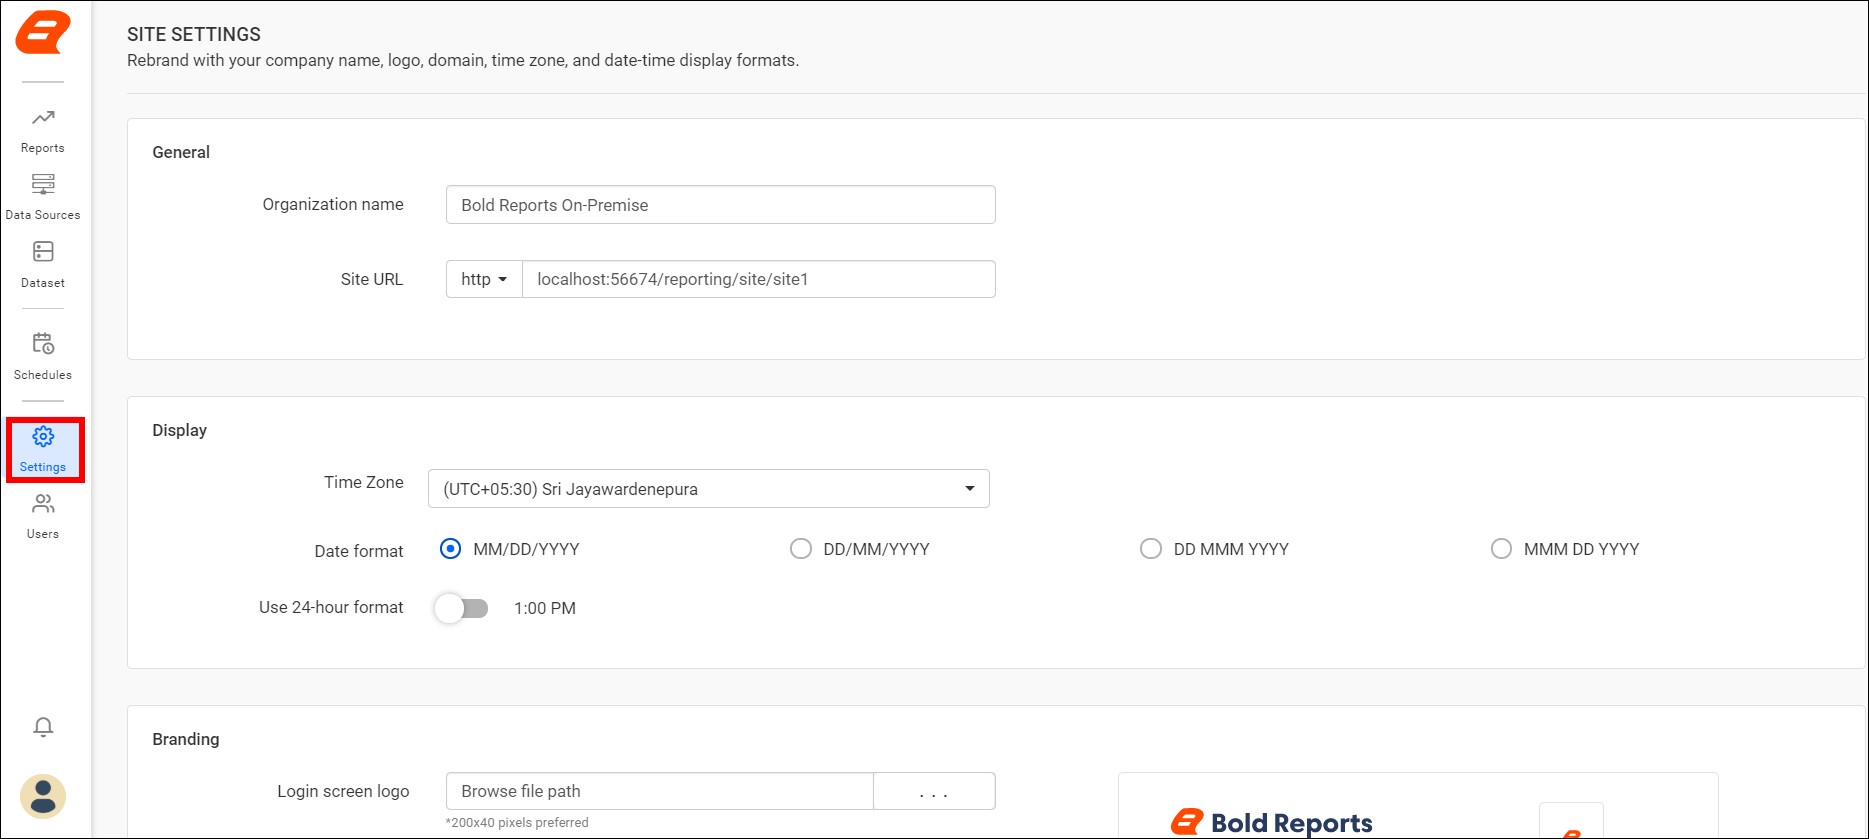 SITE SETTINGS
Rebrand with your company name, logo, domain, time zone, and date-time display formats.
Reports
Data Sources
Dataset
Schedules
Settings
Users
General
Organization name Bold Reports On-Premise
Site URL http localhost:56674/reporting/site/site1
Display
Time Zone (UTC+05:30) Sri Jayawardenepura
Date format MM/DD/YYYY DD/MM/YYYY DD MMM YYYY MMM DD YYYY
Use 24-hour format 1:00 PM
Branding
Login screen logo Browse file path ...
*200x40 pixels preferred
Bold Reports